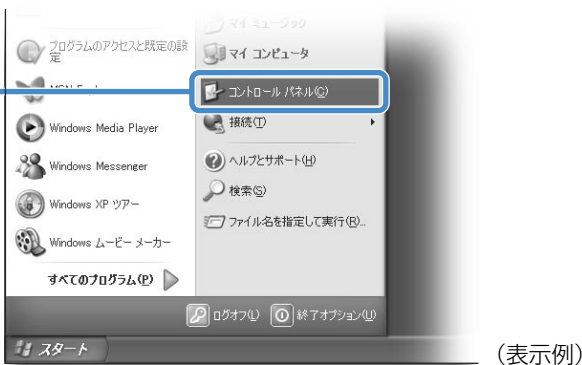 マイ ミュージック
プログラムのアクセスと既定の設
定
マイ コンピュータ
コントロール パネル(C)
Windows Media Player
接続(T)
Windows Messenger
ヘルプとサポート(H)
検索(S)
Windows XP ツアー
ファイル名を指定して実行(R)...
Windows ムービー メーカー
すべてのプログラム(P)
ログオフ(L)
終了オプション(U)
スタート
(表示例)